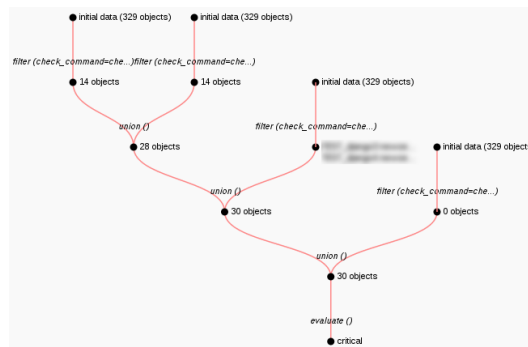 initial data (329 objects)
initial data (329 objects)
filter (check_command=che...)
filter (check_command=che...)
14 objects
14 objects
initial data (329 objects)
union ()
filter (check_command=che...)
28 objects
initial data (329 objects
union ()
filter (check_command=che...)
30 objects
0 objects
union ()
30 objects
evaluate ()
critical